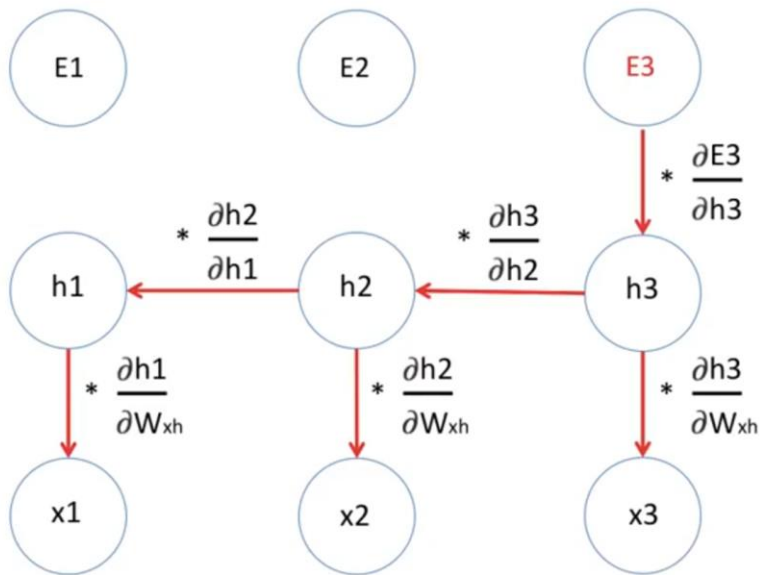 E1 E2 E3
* ∂E3
∂h3
* ∂h2 * ∂h3
∂h1 ∂h2
h1 h2 h3
* ∂h1 * ∂h2 * ∂h3
∂Wxh ∂Wxh ∂Wxh
x1 x2 x3